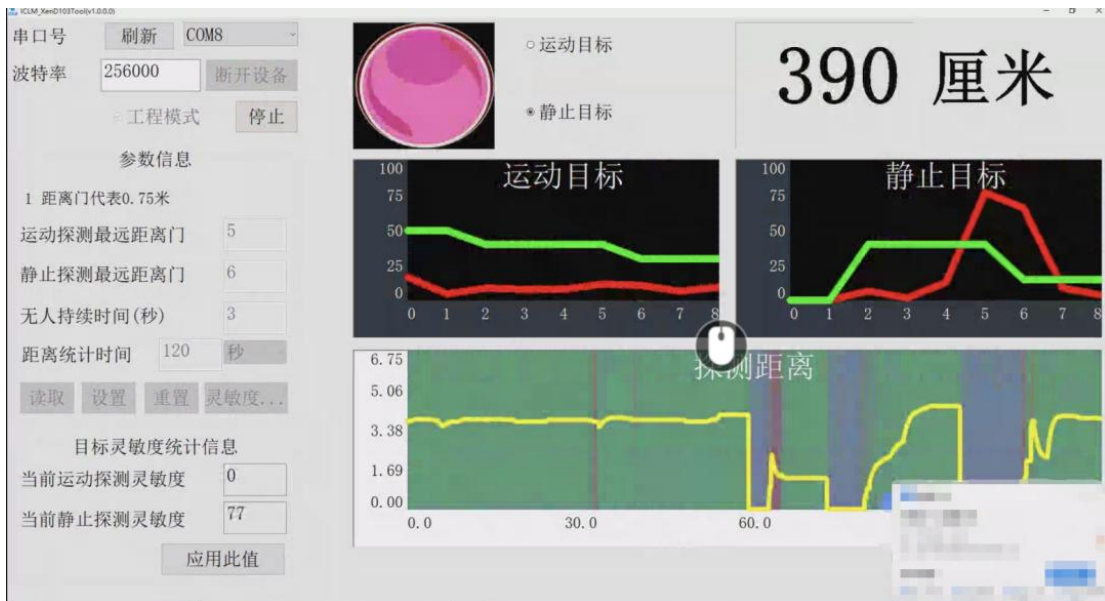 ICLM_XenD103Tool(v1.0.0.0)
串口号 刷新 COM8
波特率 256000 断开设备
工程模式 停止
参数信息
1 距离门代表0.75米
运动探测最远距离门 5
静止探测最远距离门 6
无人持续时间(秒) 3
距离统计时间 120 秒
读取 设置 重置 灵敏度...
目标灵敏度统计信息
当前运动探测灵敏度 0
当前静止探测灵敏度 77
应用此值
运动目标
静止目标
390 厘米
运动目标
100
75
50
25
0
0 1 2 3 4 5 6 7 8
静止目标
100
75
50
25
0
0 1 2 3 4 5 6 7 8
探测距离
6.75
5.06
3.38
1.69
0.00
0.0 30.0 60.0